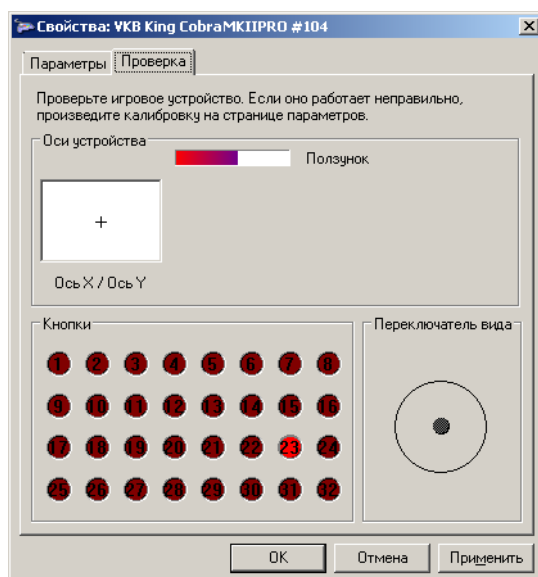 Свойства: VKB King CobraMKIIPRO #104
Параметры Проверка
Проверьте игровое устройство. Если оно работает неправильно,
произведите калибровку на странице параметров.
Оси устройства
Ползунок
Ось X / Ось Y
Кнопки
Переключатель вида
1 2 3 4 5 6 7 8
9 10 11 12 13 14 15 16
17 18 19 20 21 22 23 24
25 26 27 28 29 30 31 32
OK Отмена Применить